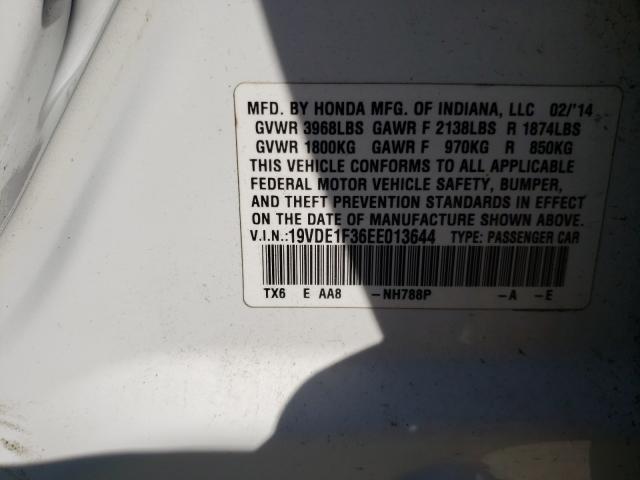 MFD. BY HONDA MFG. OF INDIANA, LLC 02/'14
GVWR 3968LBS GAWR F 2138LBS R 1874LBS
GVWR 1800KG GAWR F 970KG R 850KG
THIS VEHICLE CONFORMS TO ALL APPLICABLE
FEDERAL MOTOR VEHICLE SAFETY, BUMPER,
AND THEFT PREVENTION STANDARDS IN EFFECT
ON THE DATE OF MANUFACTURE SHOWN ABOVE.
V.I.N.:19VDE1F36EE013644 TYPE: PASSENGER CAR
TX6 E AA8 -NH788P -A -E